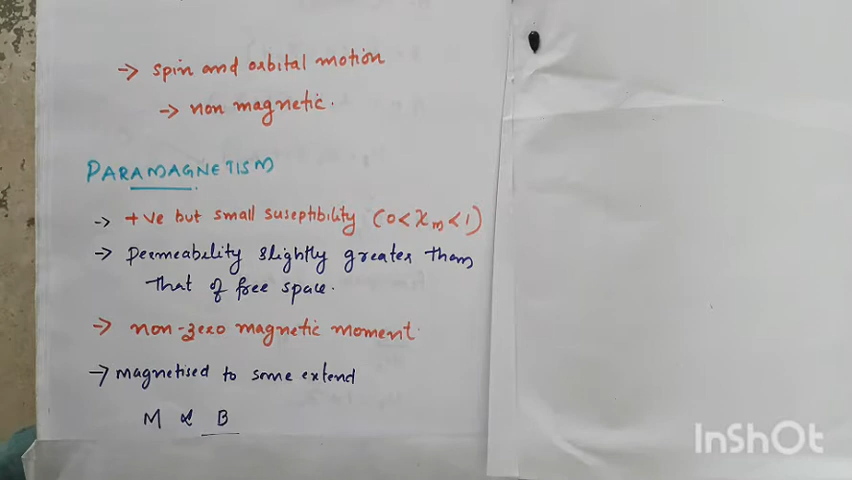 → spin and orbital motion
→ non magnetic.
PARAMAGNETISM
→ +ve but small suseptibility (0 < χm < 1)
→ permeability slightly greater than
that of free space.
→ non-zero magnetic moment.
→ magnetised to some extend
M ∝ B
InShOt